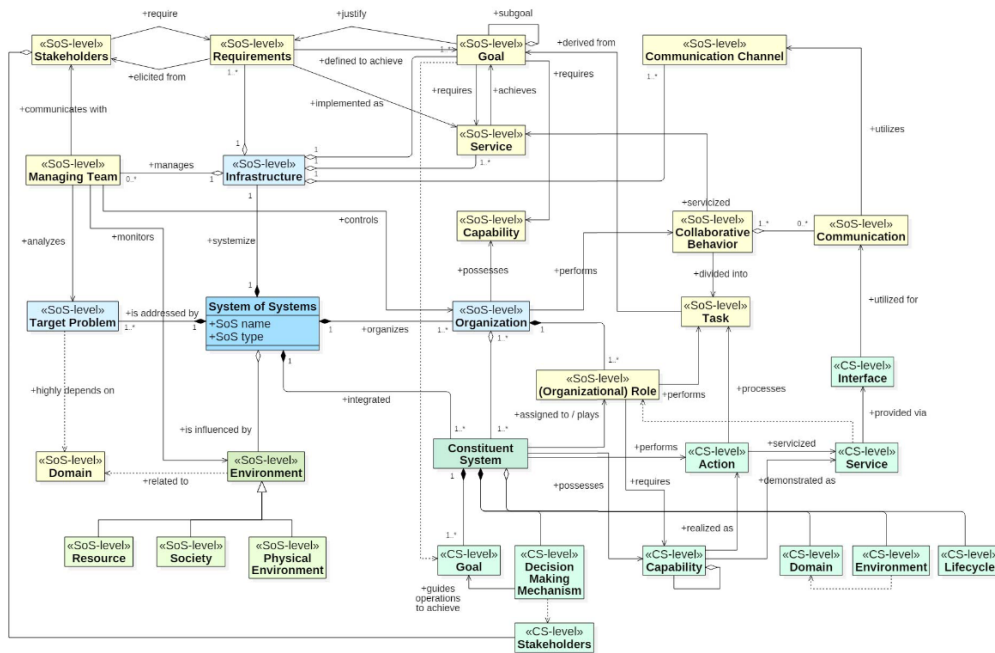 +require
+justify
+subgoal
«SoS-level»
Stakeholders
«SoS-level»
Requirements
1..*
1..*
«SoS-level»
Goal
+derived from
«SoS-level»
Communication Channel
1..*
+elicited from
+defined to achieve
+requires
+achieves
+requires
+communicates with
+implemented as
«SoS-level»
Service
1..*
+utilizes
«SoS-level»
Managing Team
0..*
+manages
1
1
«SoS-level»
Infrastructure
1
1
1
1
+servicized
+controls
«SoS-level»
Capability
«SoS-level»
Collaborative
Behavior
1..*
0..*
«SoS-level»
Communication
+analyzes
+monitors
+systemize
+possesses
+performs
+divided into
+utilized for
1
«SoS-level»
Target Problem
1..*
+is addressed by
1
System of Systems
+SoS name
+SoS type
1
+organizes
1..*
«SoS-level»
Organization
1
1..*
«SoS-level»
Task
1
1..*
«SoS-level»
(Organizational) Role
+performs
+processes
«CS-level»
Interface
+highly depends on
+integrated
+is influenced by
+assigned to / plays
+provided via
1..*
1..*
Constituent
System
1
+performs
«CS-level»
Action
+servicized
«CS-level»
Service
«SoS-level»
Domain
+related to
«SoS-level»
Environment
+possesses
+requires
+demonstrated as
+realized as
«SoS-level»
Resource
«SoS-level»
Society
«SoS-level»
Physical
Environment
1..*
«CS-level»
Goal
«CS-level»
Decision
Making
Mechanism
«CS-level»
Capability
«CS-level»
Domain
«CS-level»
Environment
«CS-level»
Lifecycle
+guides
operations
to achieve
«CS-level»
Stakeholders